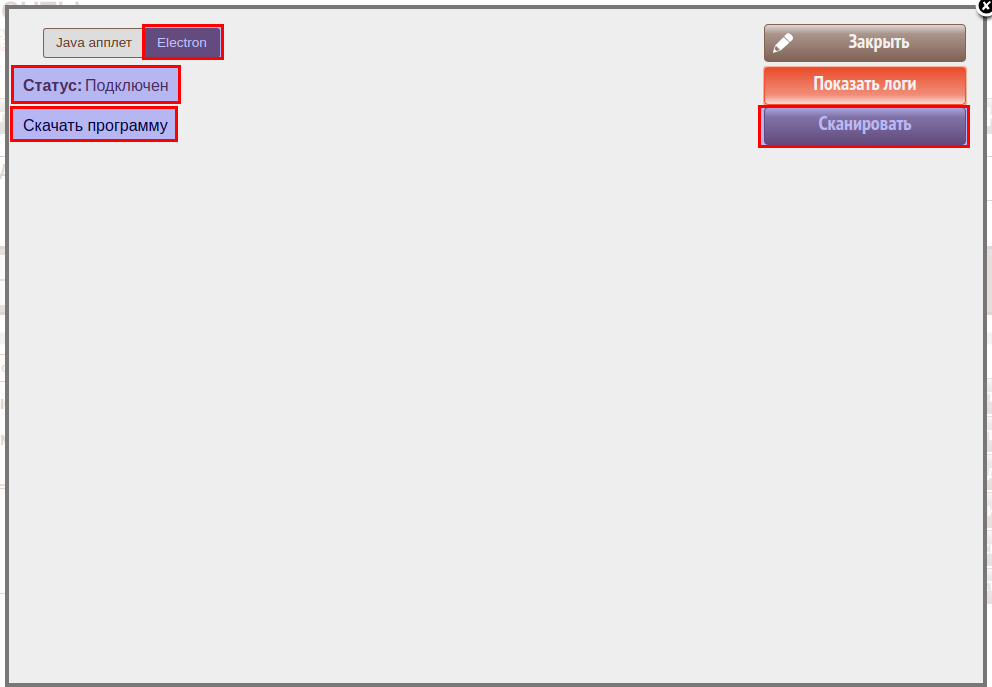 Java апплет Electron
Закрыть
Статус: Подключен
Показать логи
Скачать программу
Сканировать